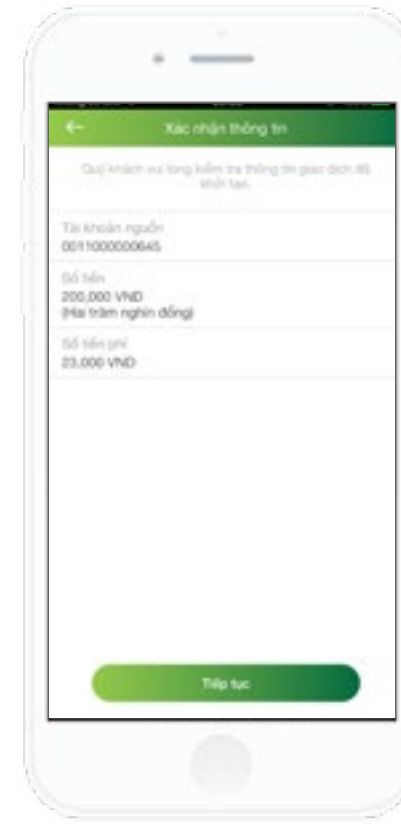 Xác nhận thông tin
Quý khách vui lòng kiểm tra thông tin giao dịch đã
khởi tạo.
Tài khoản nguồn
0011000000645
Số tiền
200,000 VND
(Hai trăm nghìn đồng)
Số tiền phí
23,000 VND
Tiếp tục